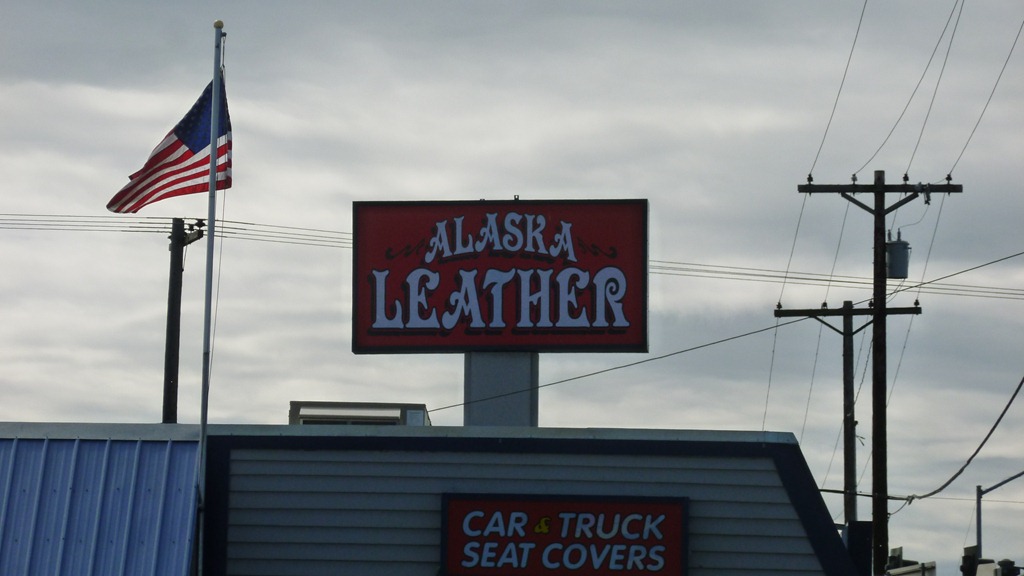 ALASKA
LEATHER
CAR & TRUCK
SEAT COVERS